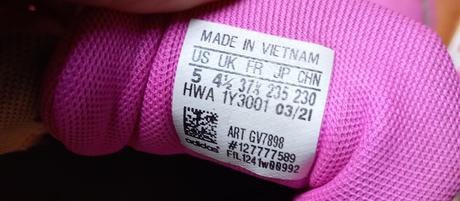 MADE IN VIETNAM
US UK FR JP CHN
5 4½ 37⅓ 235 230
HWA 1Y3001 03/21
ART GV7898
#127777589
adidas
FIL1241w00992